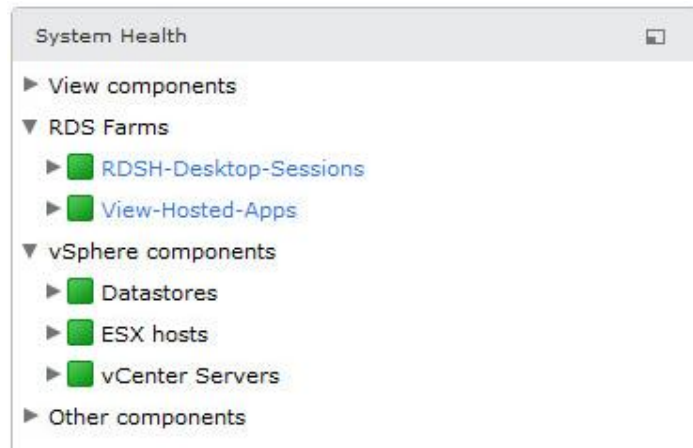 System Health
View components
RDS Farms
RDSH-Desktop-Sessions
View-Hosted-Apps
vSphere components
Datastores
ESX hosts
vCenter Servers
Other components